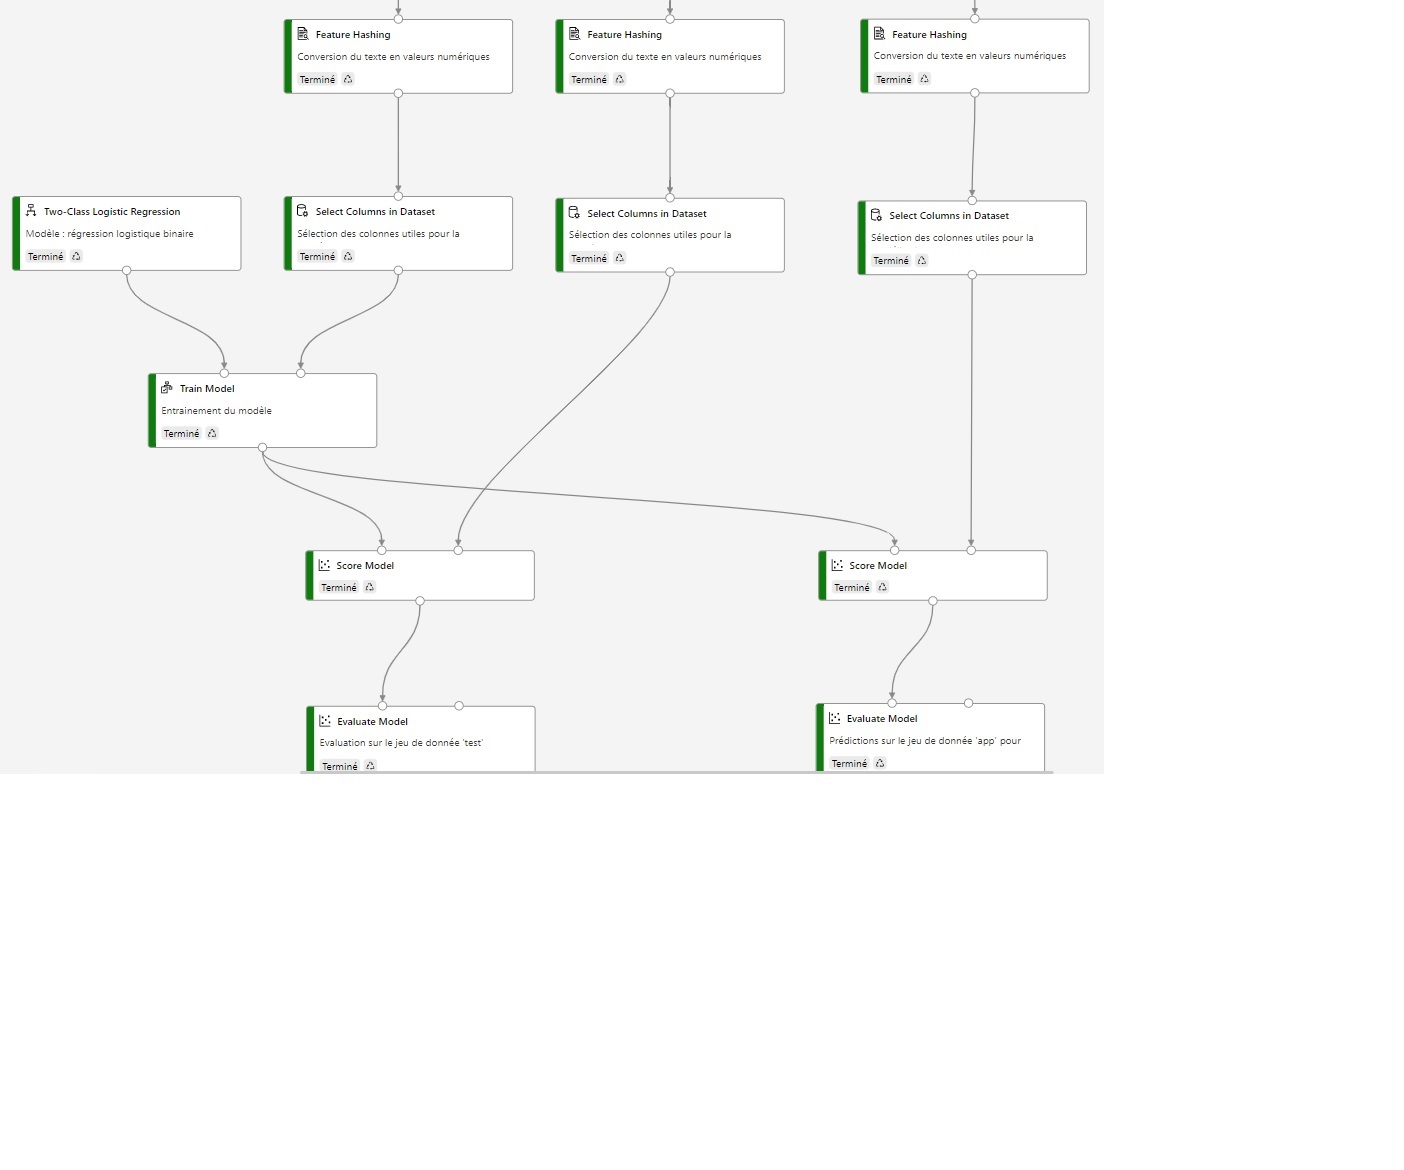 Feature Hashing
Conversion du texte en valeurs numériques
Terminé
Feature Hashing
Conversion du texte en valeurs numériques
Terminé
Feature Hashing
Conversion du texte en valeurs numériques
Terminé
Two-Class Logistic Regression
Modèle : régression logistique binaire
Terminé
Select Columns in Dataset
Sélection des colonnes utiles pour la
Terminé
Select Columns in Dataset
Sélection des colonnes utiles pour la
Terminé
Select Columns in Dataset
Sélection des colonnes utiles pour la
Terminé
Train Model
Entrainement du modèle
Terminé
Score Model
Terminé
Score Model
Terminé
Evaluate Model
Evaluation sur le jeu de donnée 'test'
Terminé
Evaluate Model
Prédictions sur le jeu de donnée 'app' pour
Terminé